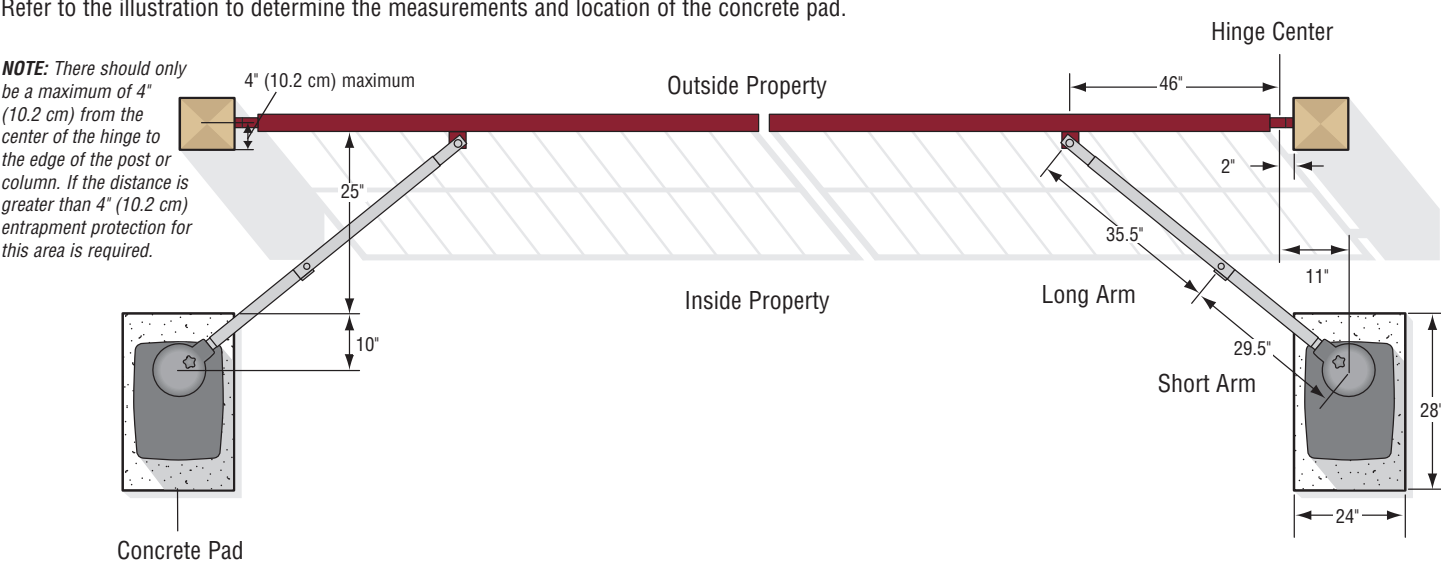 Refer to the illustration to determine the measurements and location of the concrete pad.
Hinge Center
NOTE: There should only
be a maximum of 4"
(10.2 cm) from the
center of the hinge to
the edge of the post or
column. If the distance is
greater than 4" (10.2 cm)
entrapment protection for
this area is required.
4" (10.2 cm) maximum
Outside Property
46"
2"
25"
35.5"
11"
Inside Property
Long Arm
10"
29.5"
Short Arm
28"
24"
Concrete Pad